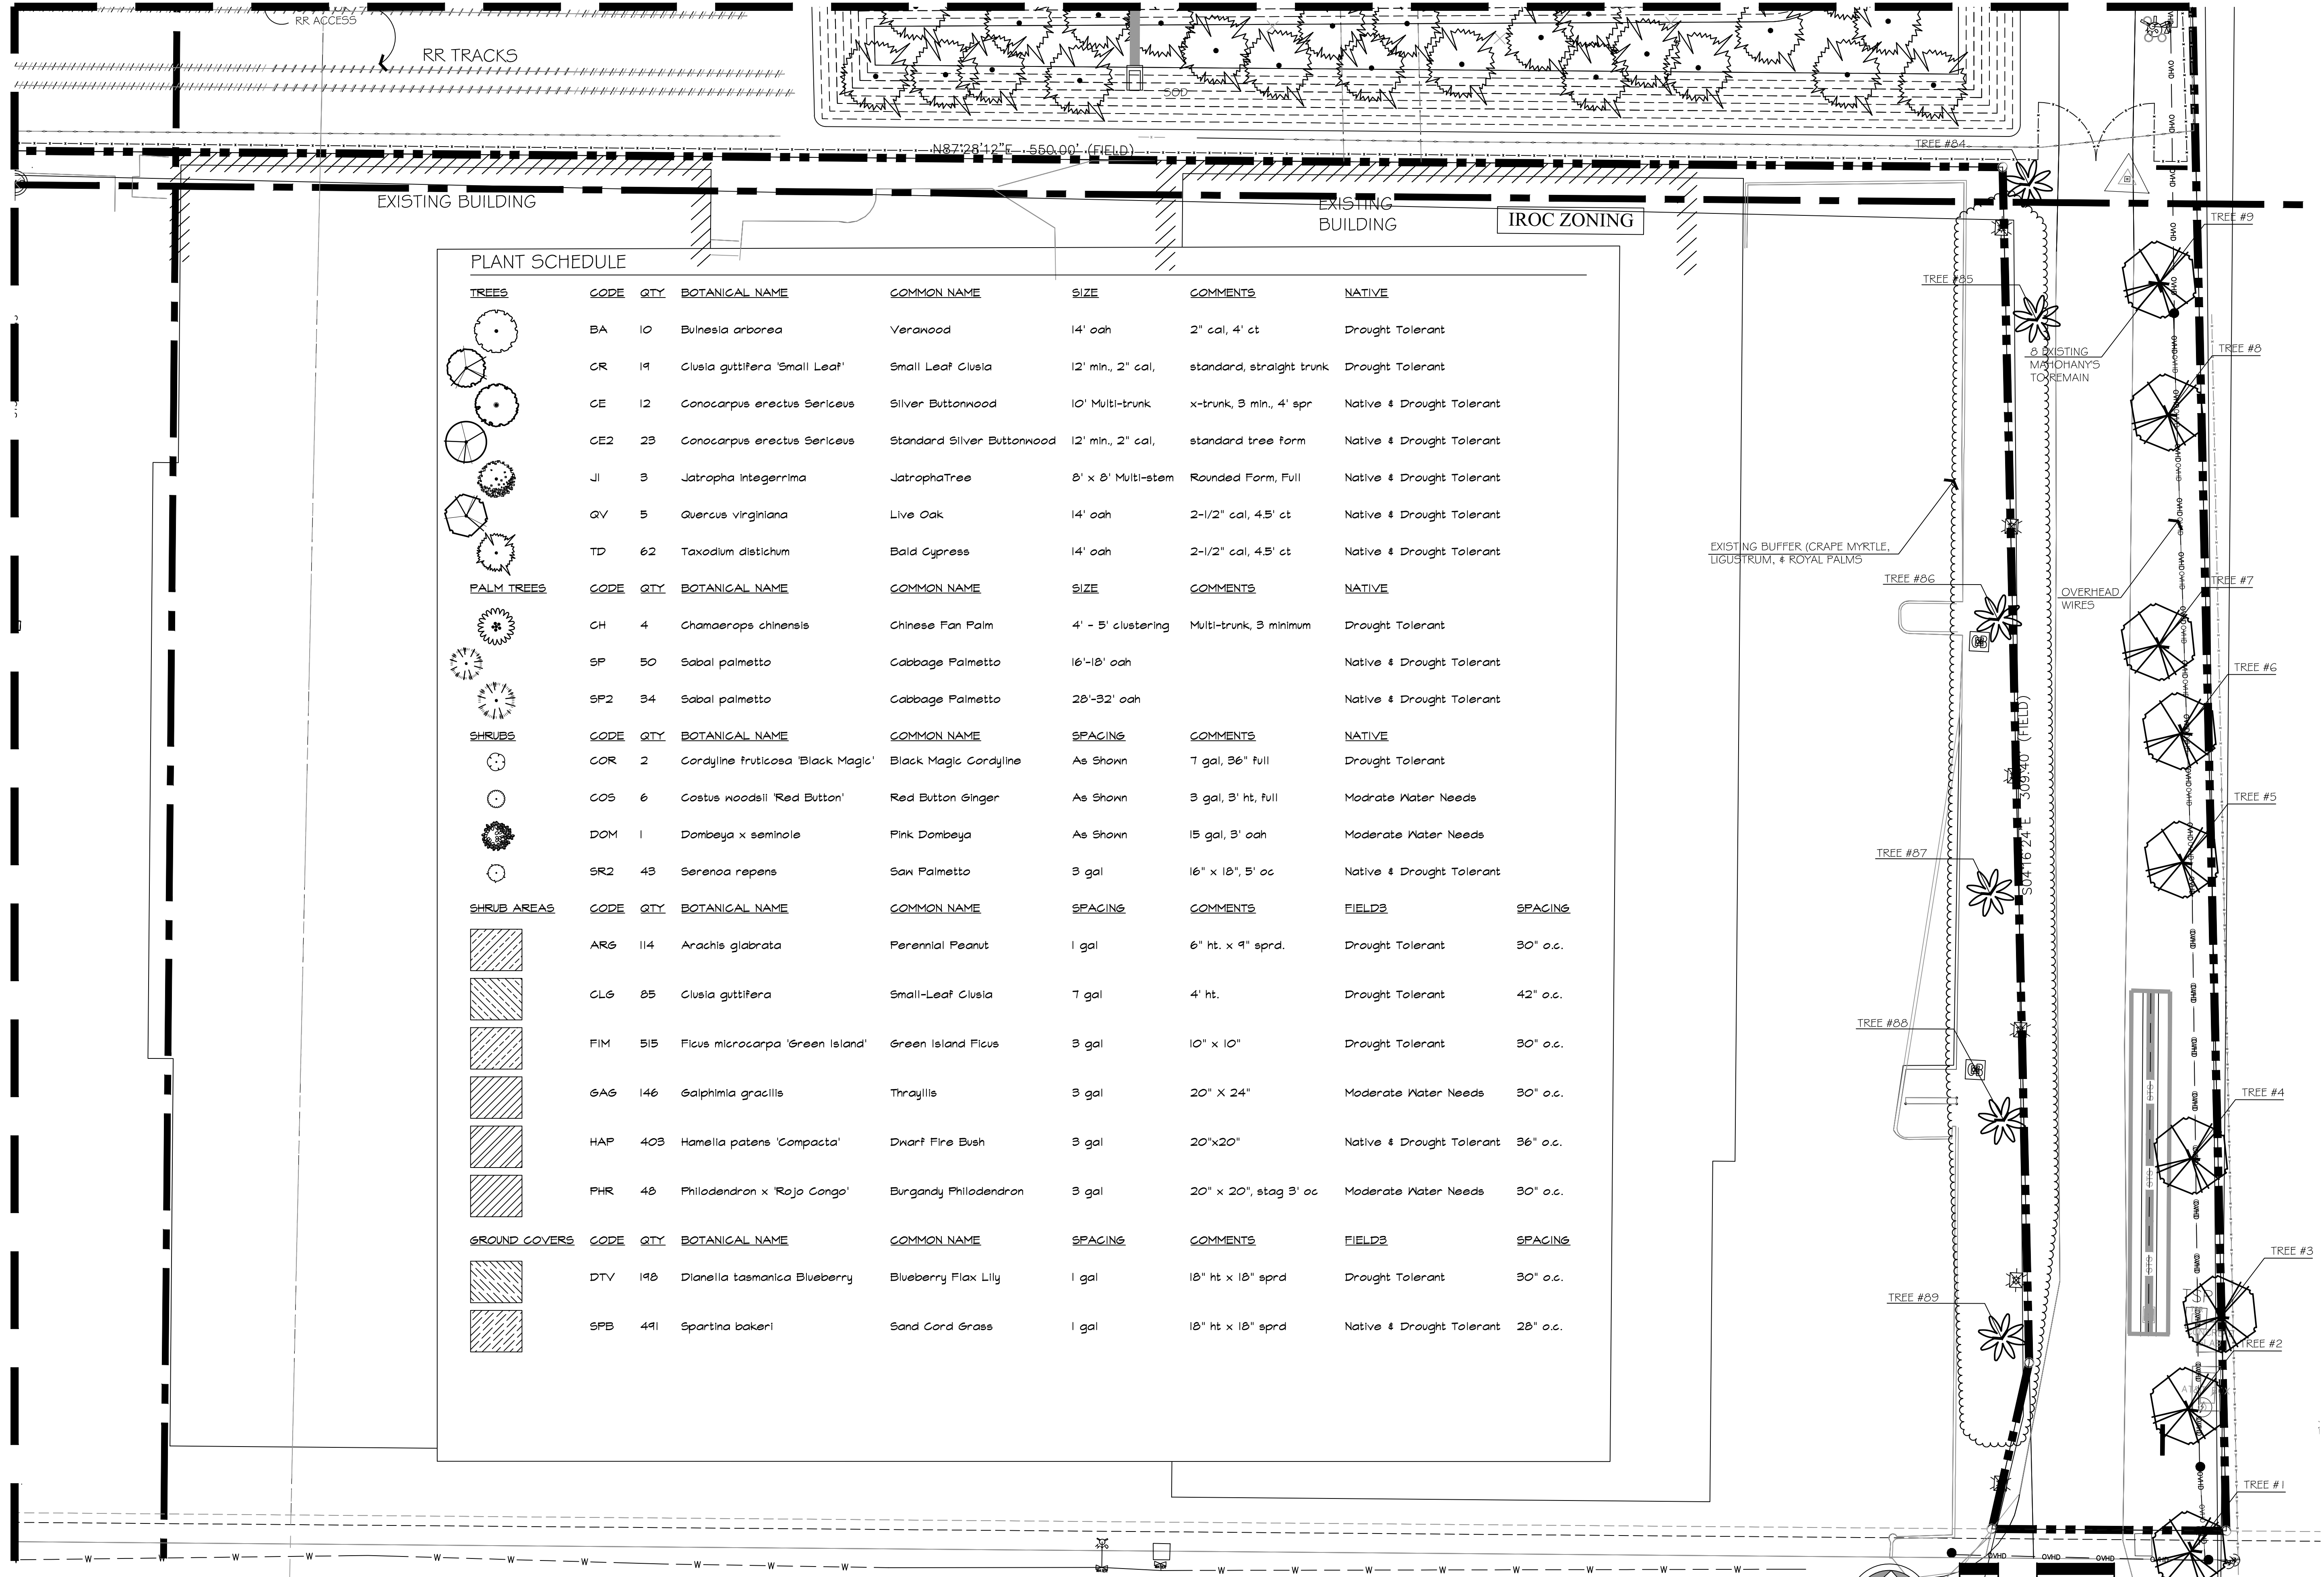 RR ACCESS
RR TRACKS
SOD
N87°28'12"E 550.00' (FIELD)
TREE #84
EXISTING BUILDING
EXISTING
BUILDING
IROC ZONING
TREE #9
PLANT SCHEDULE
TREES CODE QTY BOTANICAL NAME COMMON NAME SIZE COMMENTS NATIVE
BA 10 Bulnesia arborea Verawood 14' oah 2" cal, 4' ct Drought Tolerant
CR 19 Clusia guttifera 'Small Leaf' Small Leaf Clusia 12' min., 2" cal, standard, straight trunk Drought Tolerant
CE 12 Conocarpus erectus Sericeus Silver Buttonwood 10' Multi-trunk x-trunk, 3 min., 4' spr Native & Drought Tolerant
CE2 23 Conocarpus erectus Sericeus Standard Silver Buttonwood 12' min., 2" cal, standard tree form Native & Drought Tolerant
JI 3 Jatropha integerrima JatrophaTree 8' x 8' Multi-stem Rounded Form, Full Native & Drought Tolerant
QV 5 Quercus virginiana Live Oak 14' oah 2-1/2" cal, 4.5' ct Native & Drought Tolerant
TD 62 Taxodium distichum Bald Cypress 14' oah 2-1/2" cal, 4.5' ct Native & Drought Tolerant
PALM TREES CODE QTY BOTANICAL NAME COMMON NAME SIZE COMMENTS NATIVE
CH 4 Chamaerops chinensis Chinese Fan Palm 4' - 5' clustering Multi-trunk, 3 minimum Drought Tolerant
SP 50 Sabal palmetto Cabbage Palmetto 16'-18' oah Native & Drought Tolerant
SP2 34 Sabal palmetto Cabbage Palmetto 28'-32' oah Native & Drought Tolerant
SHRUBS CODE QTY BOTANICAL NAME COMMON NAME SPACING COMMENTS NATIVE
COR 2 Cordyline fruticosa 'Black Magic' Black Magic Cordyline As Shown 7 gal, 36" full Drought Tolerant
COS 6 Costus woodsii 'Red Button' Red Button Ginger As Shown 3 gal, 3' ht, full Modrate Water Needs
DOM 1 Dombeya x seminole Pink Dombeya As Shown 15 gal, 3' oah Moderate Water Needs
SR2 43 Serenoa repens Saw Palmetto 3 gal 16" x 18", 5' oc Native & Drought Tolerant
SHRUB AREAS CODE QTY BOTANICAL NAME COMMON NAME SPACING COMMENTS FIELD3 SPACING
ARG 114 Arachis glabrata Perennial Peanut 1 gal 6" ht. x 9" sprd. Drought Tolerant 30" o.c.
CLG 85 Clusia guttifera Small-Leaf Clusia 7 gal 4' ht. Drought Tolerant 42" o.c.
FIM 515 Ficus microcarpa 'Green Island' Green Island Ficus 3 gal 10" x 10" Drought Tolerant 30" o.c.
GAG 146 Galphimia gracilis Thrayllis 3 gal 20" X 24" Moderate Water Needs 30" o.c.
HAP 403 Hamelia patens 'Compacta' Dwarf Fire Bush 3 gal 20"x20" Native & Drought Tolerant 36" o.c.
PHR 48 Philodendron x 'Rojo Congo' Burgandy Philodendron 3 gal 20" x 20", stag 3' oc Moderate Water Needs 30" o.c.
GROUND COVERS CODE QTY BOTANICAL NAME COMMON NAME SPACING COMMENTS FIELD3 SPACING
DTV 198 Dianella tasmanica Blueberry Blueberry Flax Lily 1 gal 18" ht x 18" sprd Drought Tolerant 30" o.c.
SPB 491 Spartina bakeri Sand Cord Grass 1 gal 18" ht x 18" sprd Native & Drought Tolerant 28" o.c.
TREE #85
8 EXISTING
MAHOHANY'S
TO REMAIN
TREE #8
EXISTING BUFFER (CRAPE MYRTLE,
LIGUSTRUM, & ROYAL PALMS
TREE #86
OVERHEAD
WIRES
TREE #7
TREE #6
S04°16'24"E 309.40' (FIELD)
TREE #5
TREE #87
TREE #88
TREE #4
STS
STS
STS
TREE #3
TREE #89
TREE #2
TREE #1
W W W W W W W W W W W W W W W W W W
OVHD OVHD OVHD OVHD